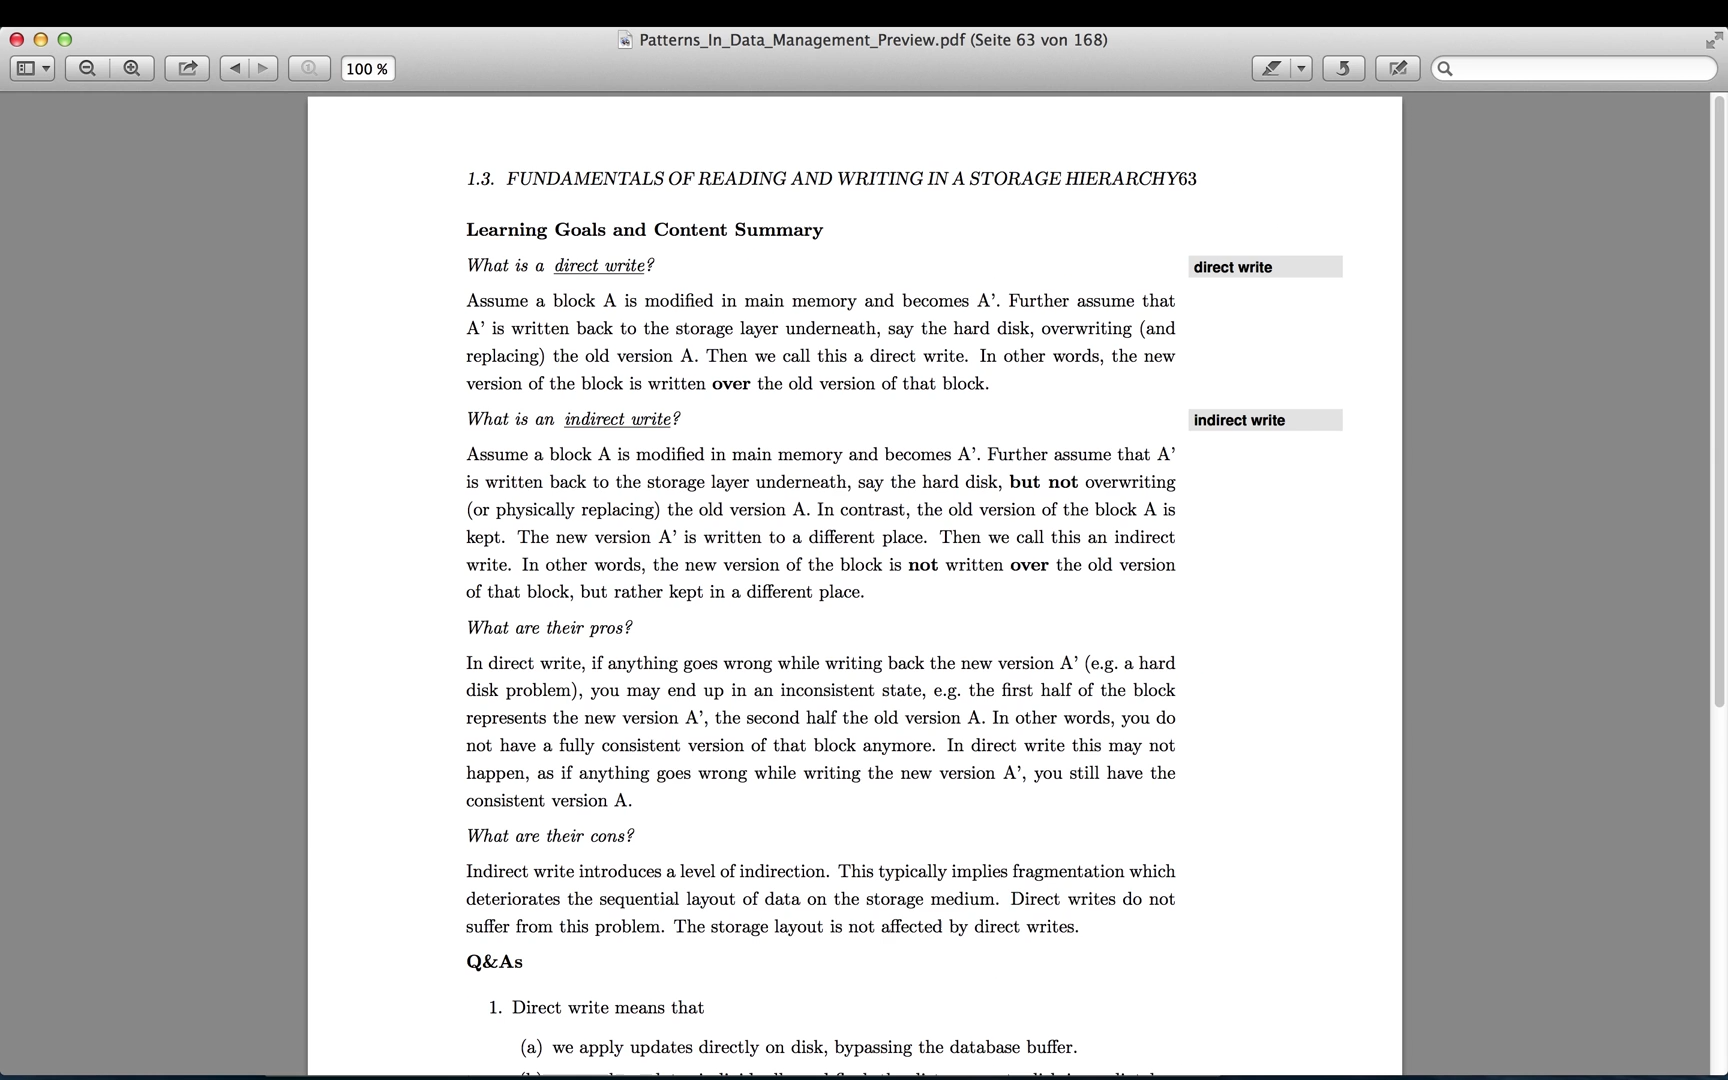 Patterns_In_Data_Management_Preview.pdf (Seite 63 von 168)
100 %
1.3. FUNDAMENTALS OF READING AND WRITING IN A STORAGE HIERARCHY63
Learning Goals and Content Summary
What is a direct write?
direct write
Assume a block A is modified in main memory and becomes A’. Further assume that
A’ is written back to the storage layer underneath, say the hard disk, overwriting (and
replacing) the old version A. Then we call this a direct write. In other words, the new
version of the block is written over the old version of that block.
What is an indirect write?
indirect write
Assume a block A is modified in main memory and becomes A’. Further assume that A’
is written back to the storage layer underneath, say the hard disk, but not overwriting
(or physically replacing) the old version A. In contrast, the old version of the block A is
kept. The new version A’ is written to a different place. Then we call this an indirect
write. In other words, the new version of the block is not written over the old version
of that block, but rather kept in a different place.
What are their pros?
In direct write, if anything goes wrong while writing back the new version A’ (e.g. a hard
disk problem), you may end up in an inconsistent state, e.g. the first half of the block
represents the new version A’, the second half the old version A. In other words, you do
not have a fully consistent version of that block anymore. In direct write this may not
happen, as if anything goes wrong while writing the new version A’, you still have the
consistent version A.
What are their cons?
Indirect write introduces a level of indirection. This typically implies fragmentation which
deteriorates the sequential layout of data on the storage medium. Direct writes do not
suffer from this problem. The storage layout is not affected by direct writes.
Q&As
1. Direct write means that
(a) we apply updates directly on disk, bypassing the database buffer.